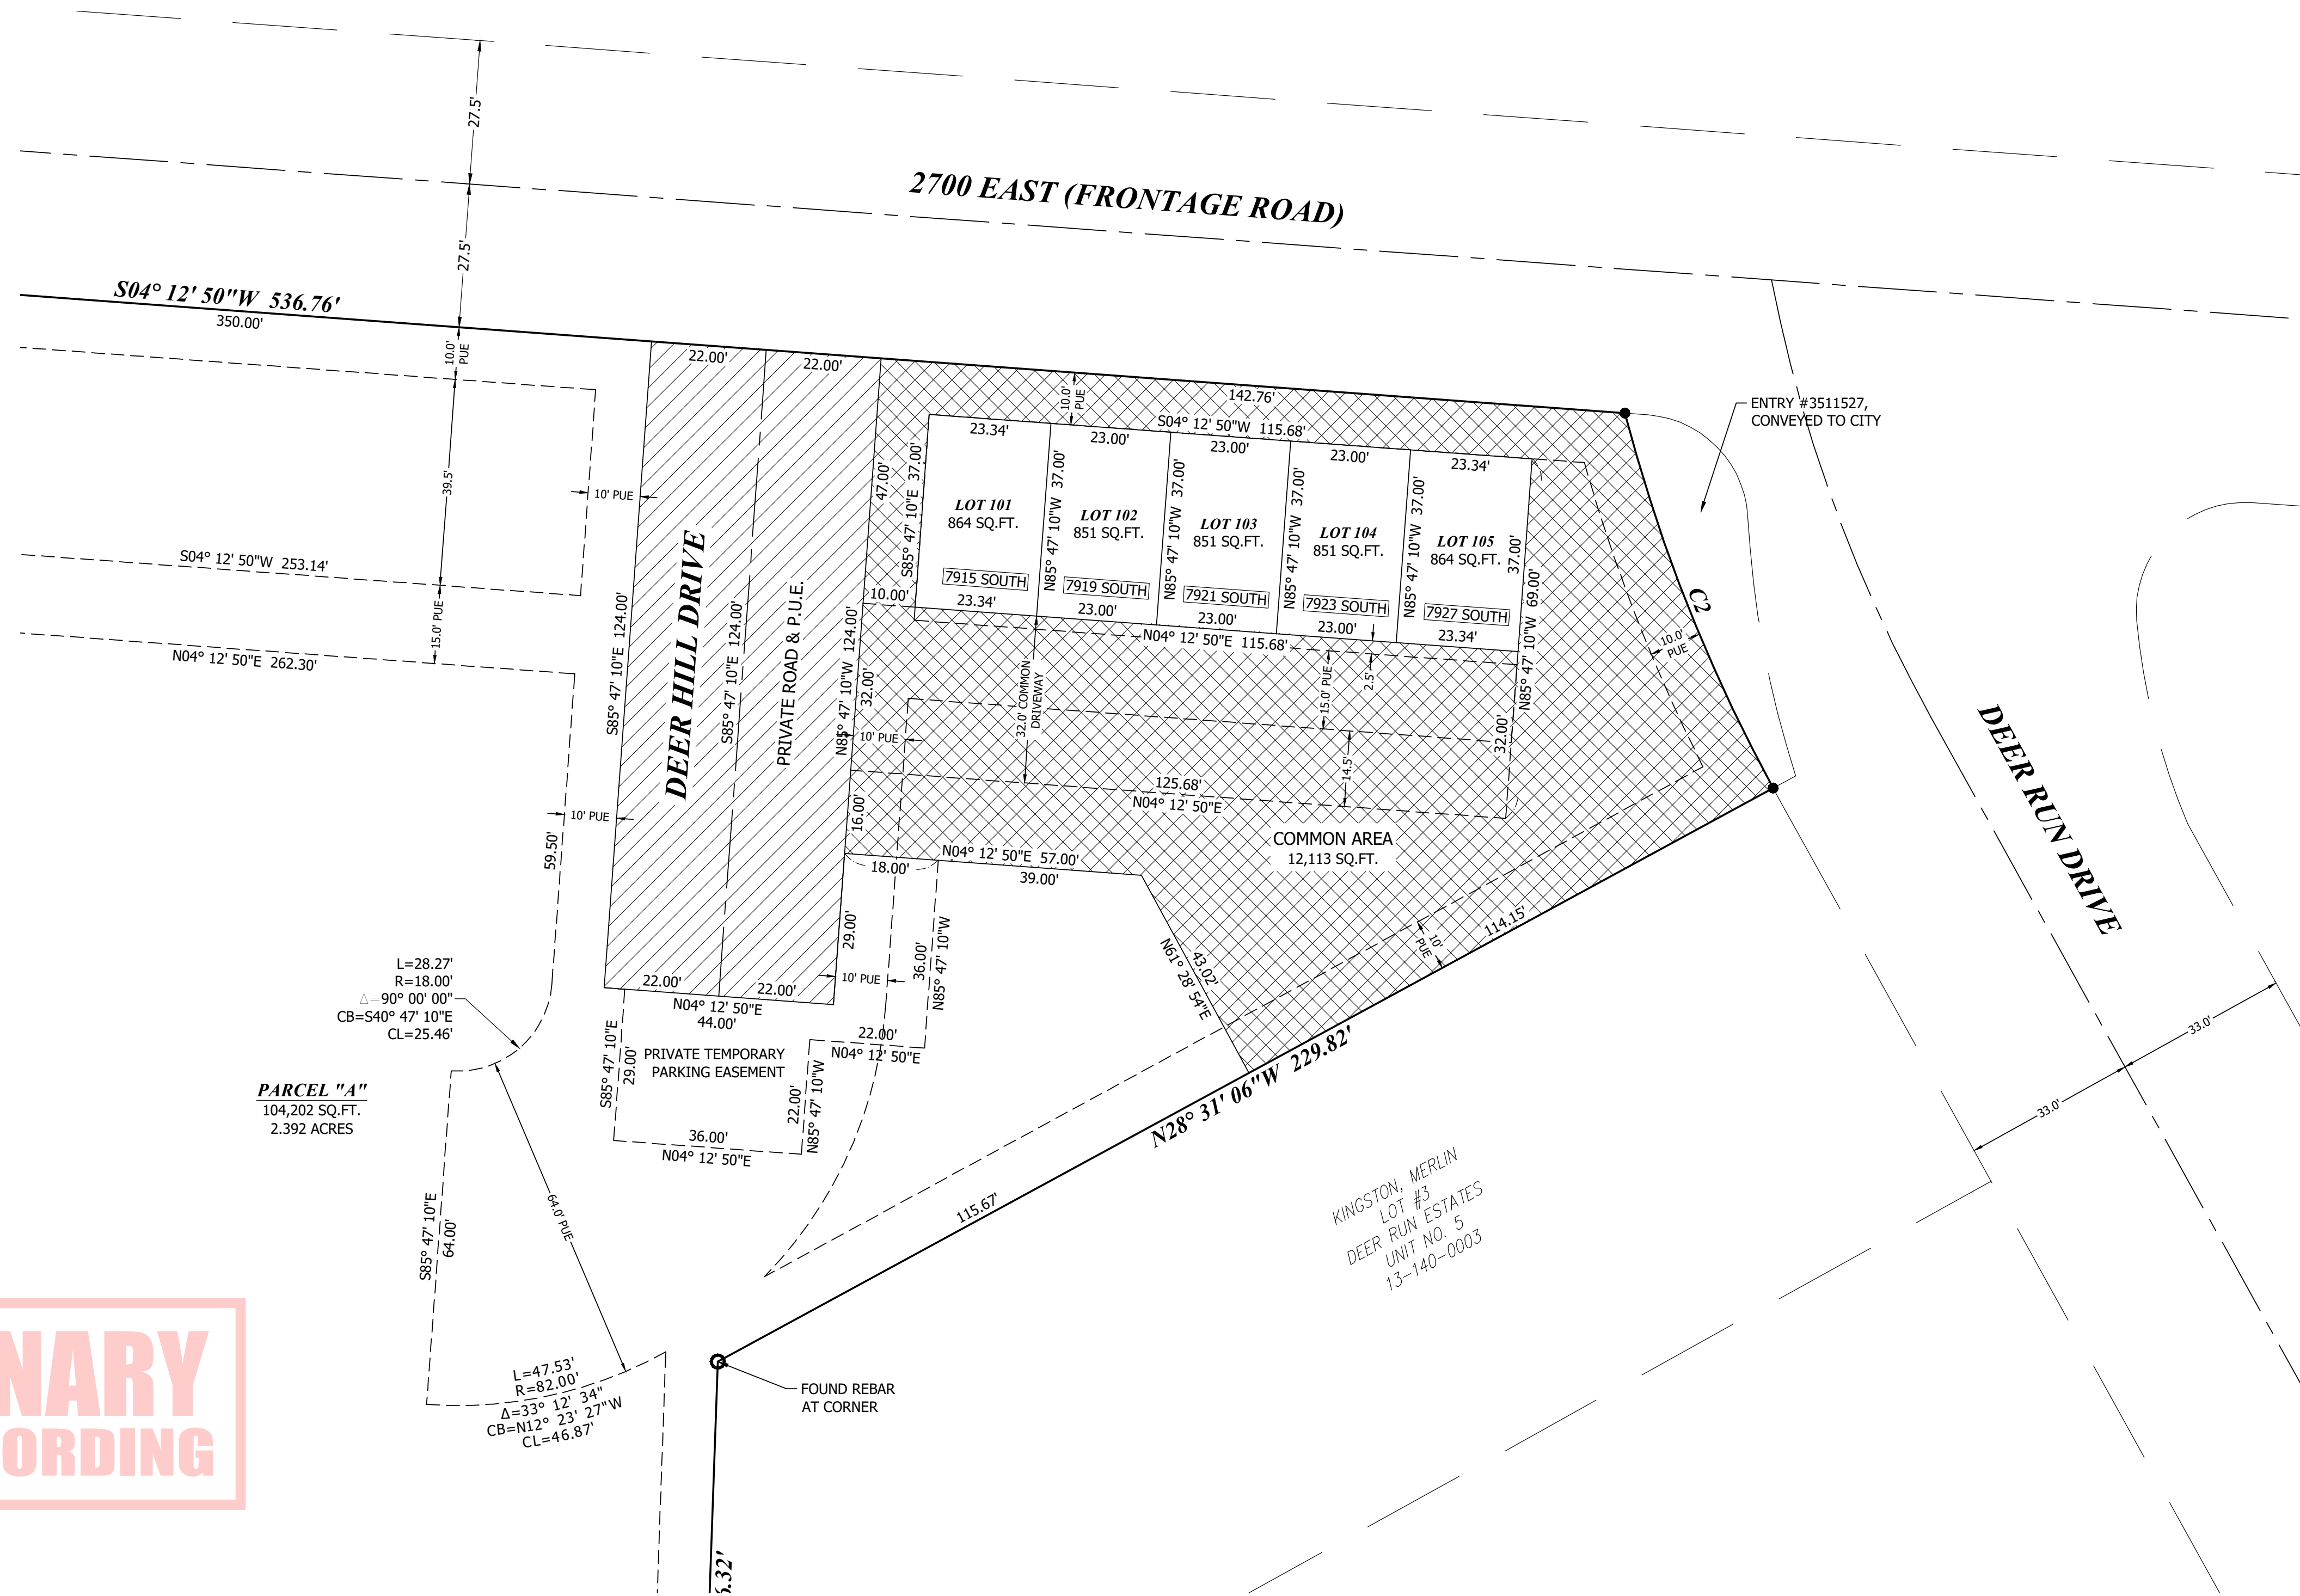 27.5'
27.5'
2700 EAST (FRONTAGE ROAD)
S04° 12' 50"W 536.76'
350.00'
10.0'
PUE
39.5'
10' PUE
S04° 12' 50"W 253.14'
15.0' PUE
N04° 12' 50"E 262.30'
22.00'
22.00'
142.76'
10.0'
PUE
S04° 12' 50"W 115.68'
23.34'
23.00'
23.00'
23.00'
23.34'
47.00'
S85° 47' 10"E 37.00'
N85° 47' 10"W 37.00'
N85° 47' 10"W 37.00'
N85° 47' 10"W 37.00'
N85° 47' 10"W 37.00'
37.00'
LOT 101
864 SQ.FT.
LOT 102
851 SQ.FT.
LOT 103
851 SQ.FT.
LOT 104
851 SQ.FT.
LOT 105
864 SQ.FT.
7915 SOUTH
7919 SOUTH
7921 SOUTH
7923 SOUTH
7927 SOUTH
10.00'
23.34'
23.00'
23.00'
23.00'
23.34'
N04° 12' 50"E 115.68'
N85° 47' 10"W 69.00'
ENTRY #3511527,
CONVEYED TO CITY
C2
10.0'
PUE
DEER HILL DRIVE
PRIVATE ROAD & P.U.E.
S85° 47' 10"E 124.00'
S85° 47' 10"E 124.00'
N85° 47' 10"W 124.00'
32.00'
32.0' COMMON
DRIVEWAY
15.0' PUE
2.5'
32.00'
10' PUE
14.5'
125.68'
N04° 12' 50"E
16.00'
COMMON AREA
12,113 SQ.FT.
10' PUE
59.50'
N04° 12' 50"E 57.00'
18.00'
39.00'
DEER RUN DRIVE
114.15'
10'
PUE
43.02'
N61° 28' 54"E
29.00'
36.00'
N85° 47' 10"W
10' PUE
22.00'
22.00'
N04° 12' 50"E
44.00'
22.00'
N04° 12' 50"E
L=28.27'
R=18.00'
Δ=90° 00' 00"
CB=S40° 47' 10"E
CL=25.46'
PRIVATE TEMPORARY
PARKING EASEMENT
S85° 47' 10"E
29.00'
22.00'
N85° 47' 10"W
36.00'
N04° 12' 50"E
PARCEL "A"
104,202 SQ.FT.
2.392 ACRES
N28° 31' 06"W 229.82'
33.0'
33.0'
S85° 47' 10"E
64.00'
64.0' PUE
115.67'
KINGSTON, MERLIN
LOT #3
DEER RUN ESTATES
UNIT NO. 5
13-140-0003
L=47.53'
R=82.00'
Δ=33° 12' 34"
CB=N12° 23' 27"W
CL=46.87'
FOUND REBAR
AT CORNER
NARY
ORDING
6.32'